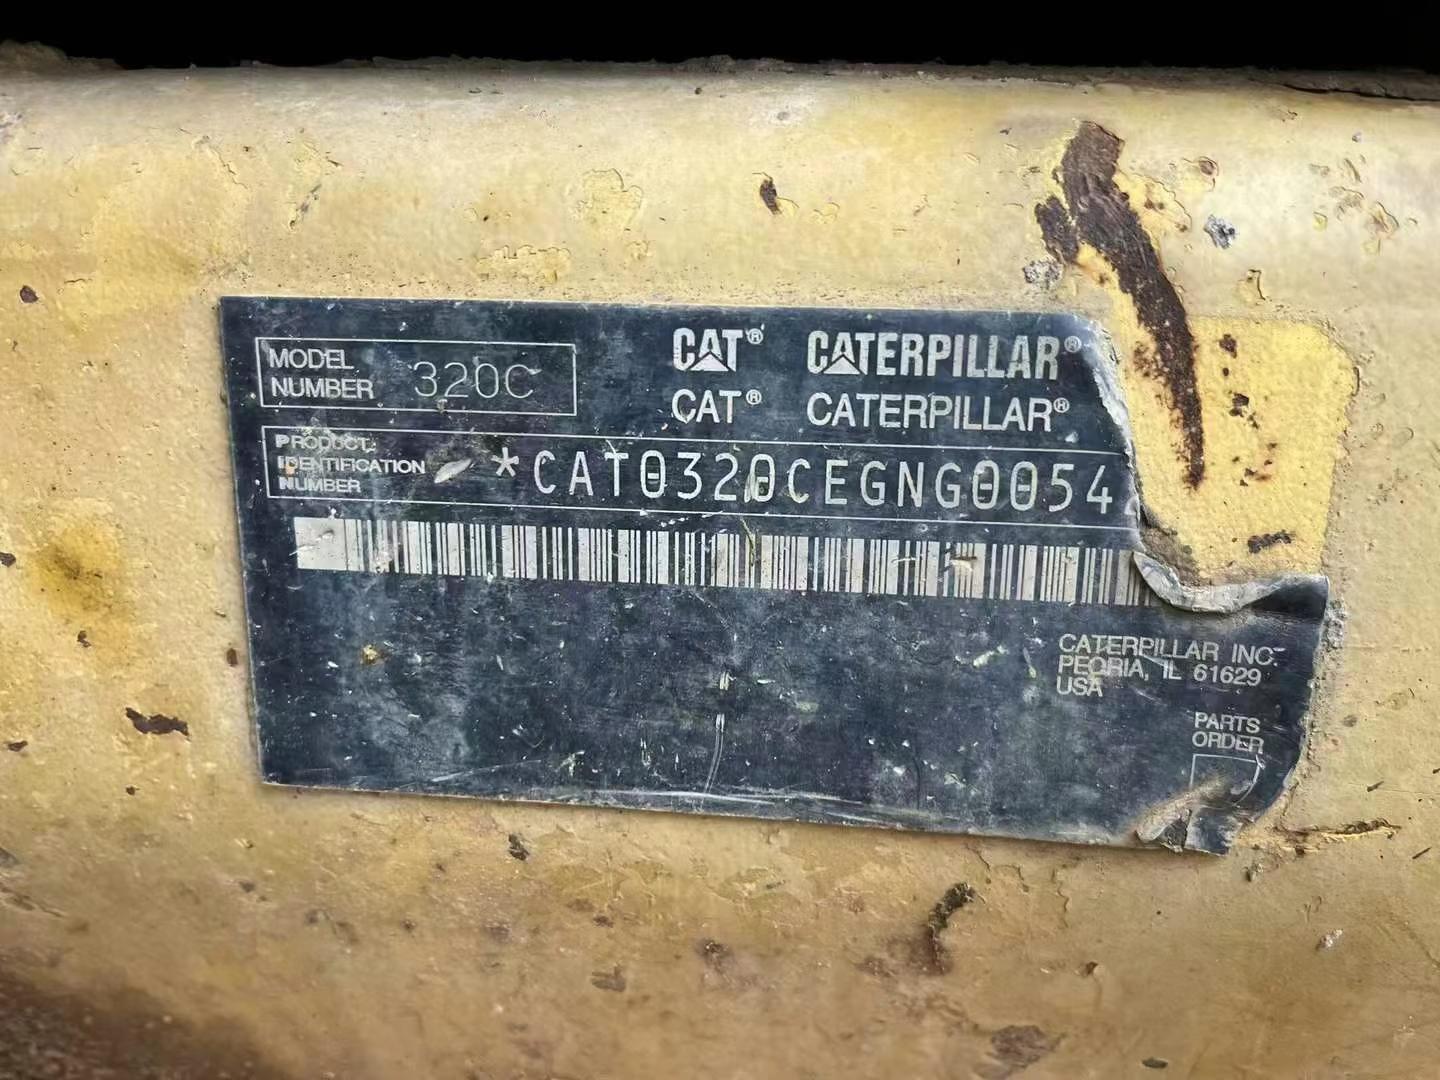 MODEL NUMBER 320C
CAT® CATERPILLAR®
CAT® CATERPILLAR®
PRODUCT
IDENTIFICATION
NUMBER
*CAT0320CEGNG0054
CATERPILLAR INC.
PEORIA, IL 61629
USA
PARTS
ORDER